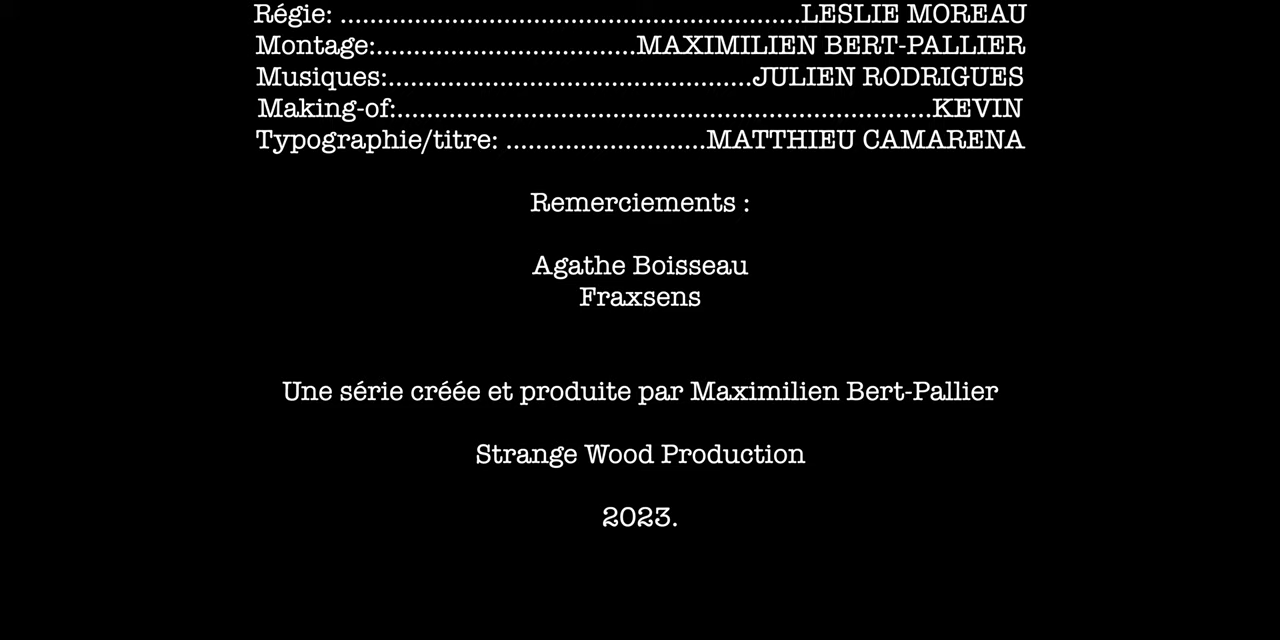 Régie: ..............................................................LESLIE MOREAU
Montage:...................................MAXIMILIEN BERT-PALLIER
Musiques:.................................................JULIEN RODRIGUES
Making-of:........................................................................KEVIN
Typographie/titre: ...........................MATTHIEU CAMARENA
Remerciements :
Agathe Boisseau
Fraxsens
Une série créée et produite par Maximilien Bert-Pallier
Strange Wood Production
2023.